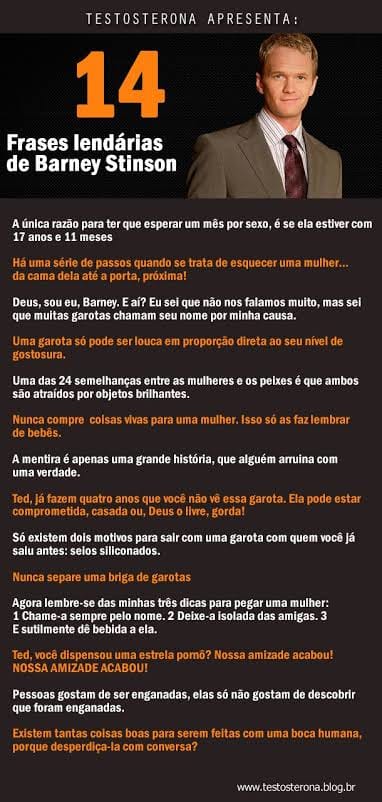 TESTOSTERONA APRESENTA:
14
Frases lendárias
de Barney Stinson
A única razão para ter que esperar um mês por sexo, é se ela estiver com
17 anos e 11 meses
Há uma série de passos quando se trata de esquecer uma mulher...
da cama dela até a porta, próxima!
Deus, sou eu, Barney. E aí? Eu sei que não nos falamos muito, mas sei
que muitas garotas chamam seu nome por minha causa.
Uma garota só pode ser louca em proporção direta ao seu nível de
gostosura.
Uma das 24 semelhanças entre as mulheres e os peixes é que ambos
são atraídos por objetos brilhantes.
Nunca compre coisas vivas para uma mulher. Isso só as faz lembrar
de bebês.
A mentira é apenas uma grande história, que alguém arruina com
uma verdade.
Ted, já fazem quatro anos que você não vê essa garota. Ela pode estar
comprometida, casada ou, Deus o livre, gorda!
Só existem dois motivos para sair com uma garota com quem você já
saiu antes: seios siliconados.
Nunca separe uma briga de garotas
Agora lembre-se das minhas três dicas para pegar uma mulher:
1 Chame-a sempre pelo nome. 2 Deixe-a isolada das amigas. 3
E sutilmente dê bebida a ela.
Ted, você dispensou uma estrela pornô? Nossa amizade acabou!
NOSSA AMIZADE ACABOU!
Pessoas gostam de ser enganadas, elas só não gostam de descobrir
que foram enganadas.
Existem tantas coisas boas para serem feitas com uma boca humana,
porque desperdiça-la com conversa?
www.testosterona.blog.br